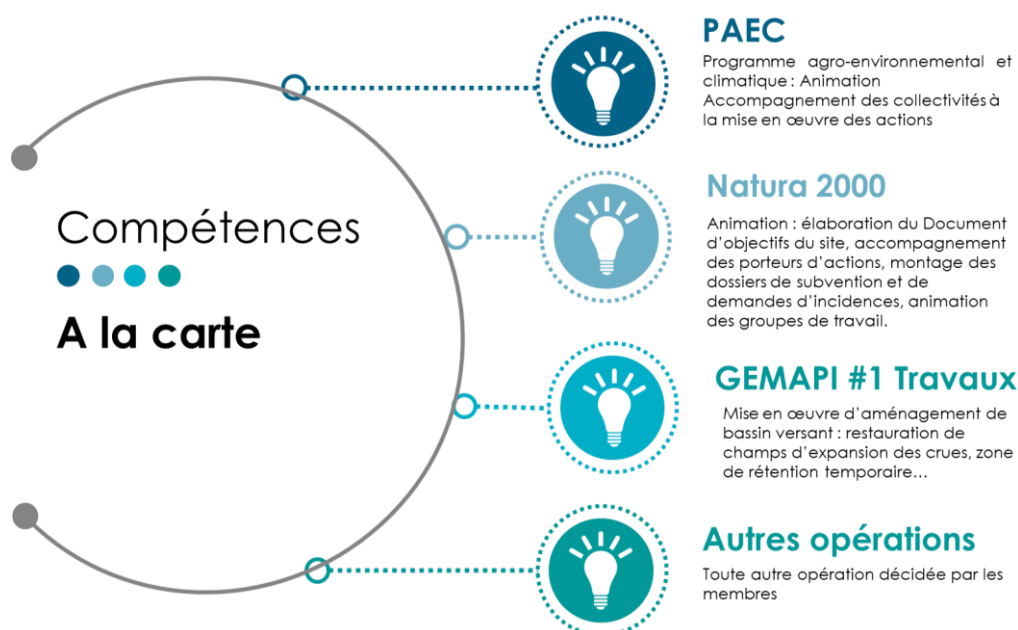 Compétences
A la carte
PAEC
Programme agro-environnemental et
climatique : Animation
Accompagnement des collectivités à
la mise en œuvre des actions
Natura 2000
Animation : élaboration du Document
d'objectifs du site, accompagnement
des porteurs d'actions, montage des
dossiers de subvention et de
demandes d'incidences, animation
des groupes de travail.
GEMAPI #1 Travaux
Mise en œuvre d'aménagement de
bassin versant : restauration de
champs d'expansion des crues, zone
de rétention temporaire...
Autres opérations
Toute autre opération décidée par les
membres